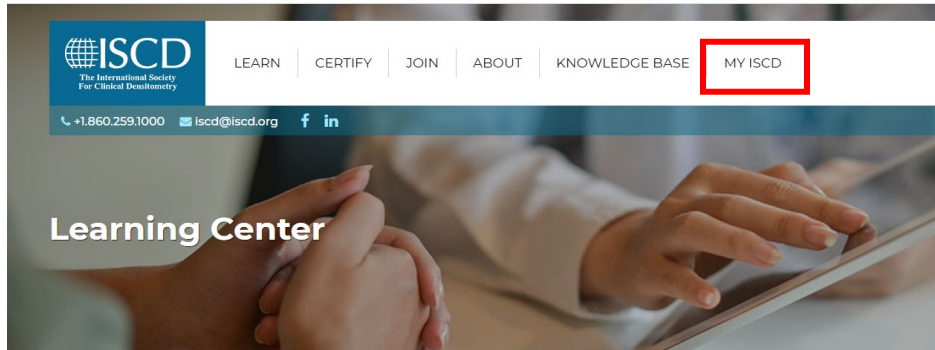 ISCD
The International Society
For Clinical Densitometry
LEARN CERTIFY JOIN ABOUT KNOWLEDGE BASE MY ISCD
+1.860.259.1000 iscd@iscd.org f in
Learning Center